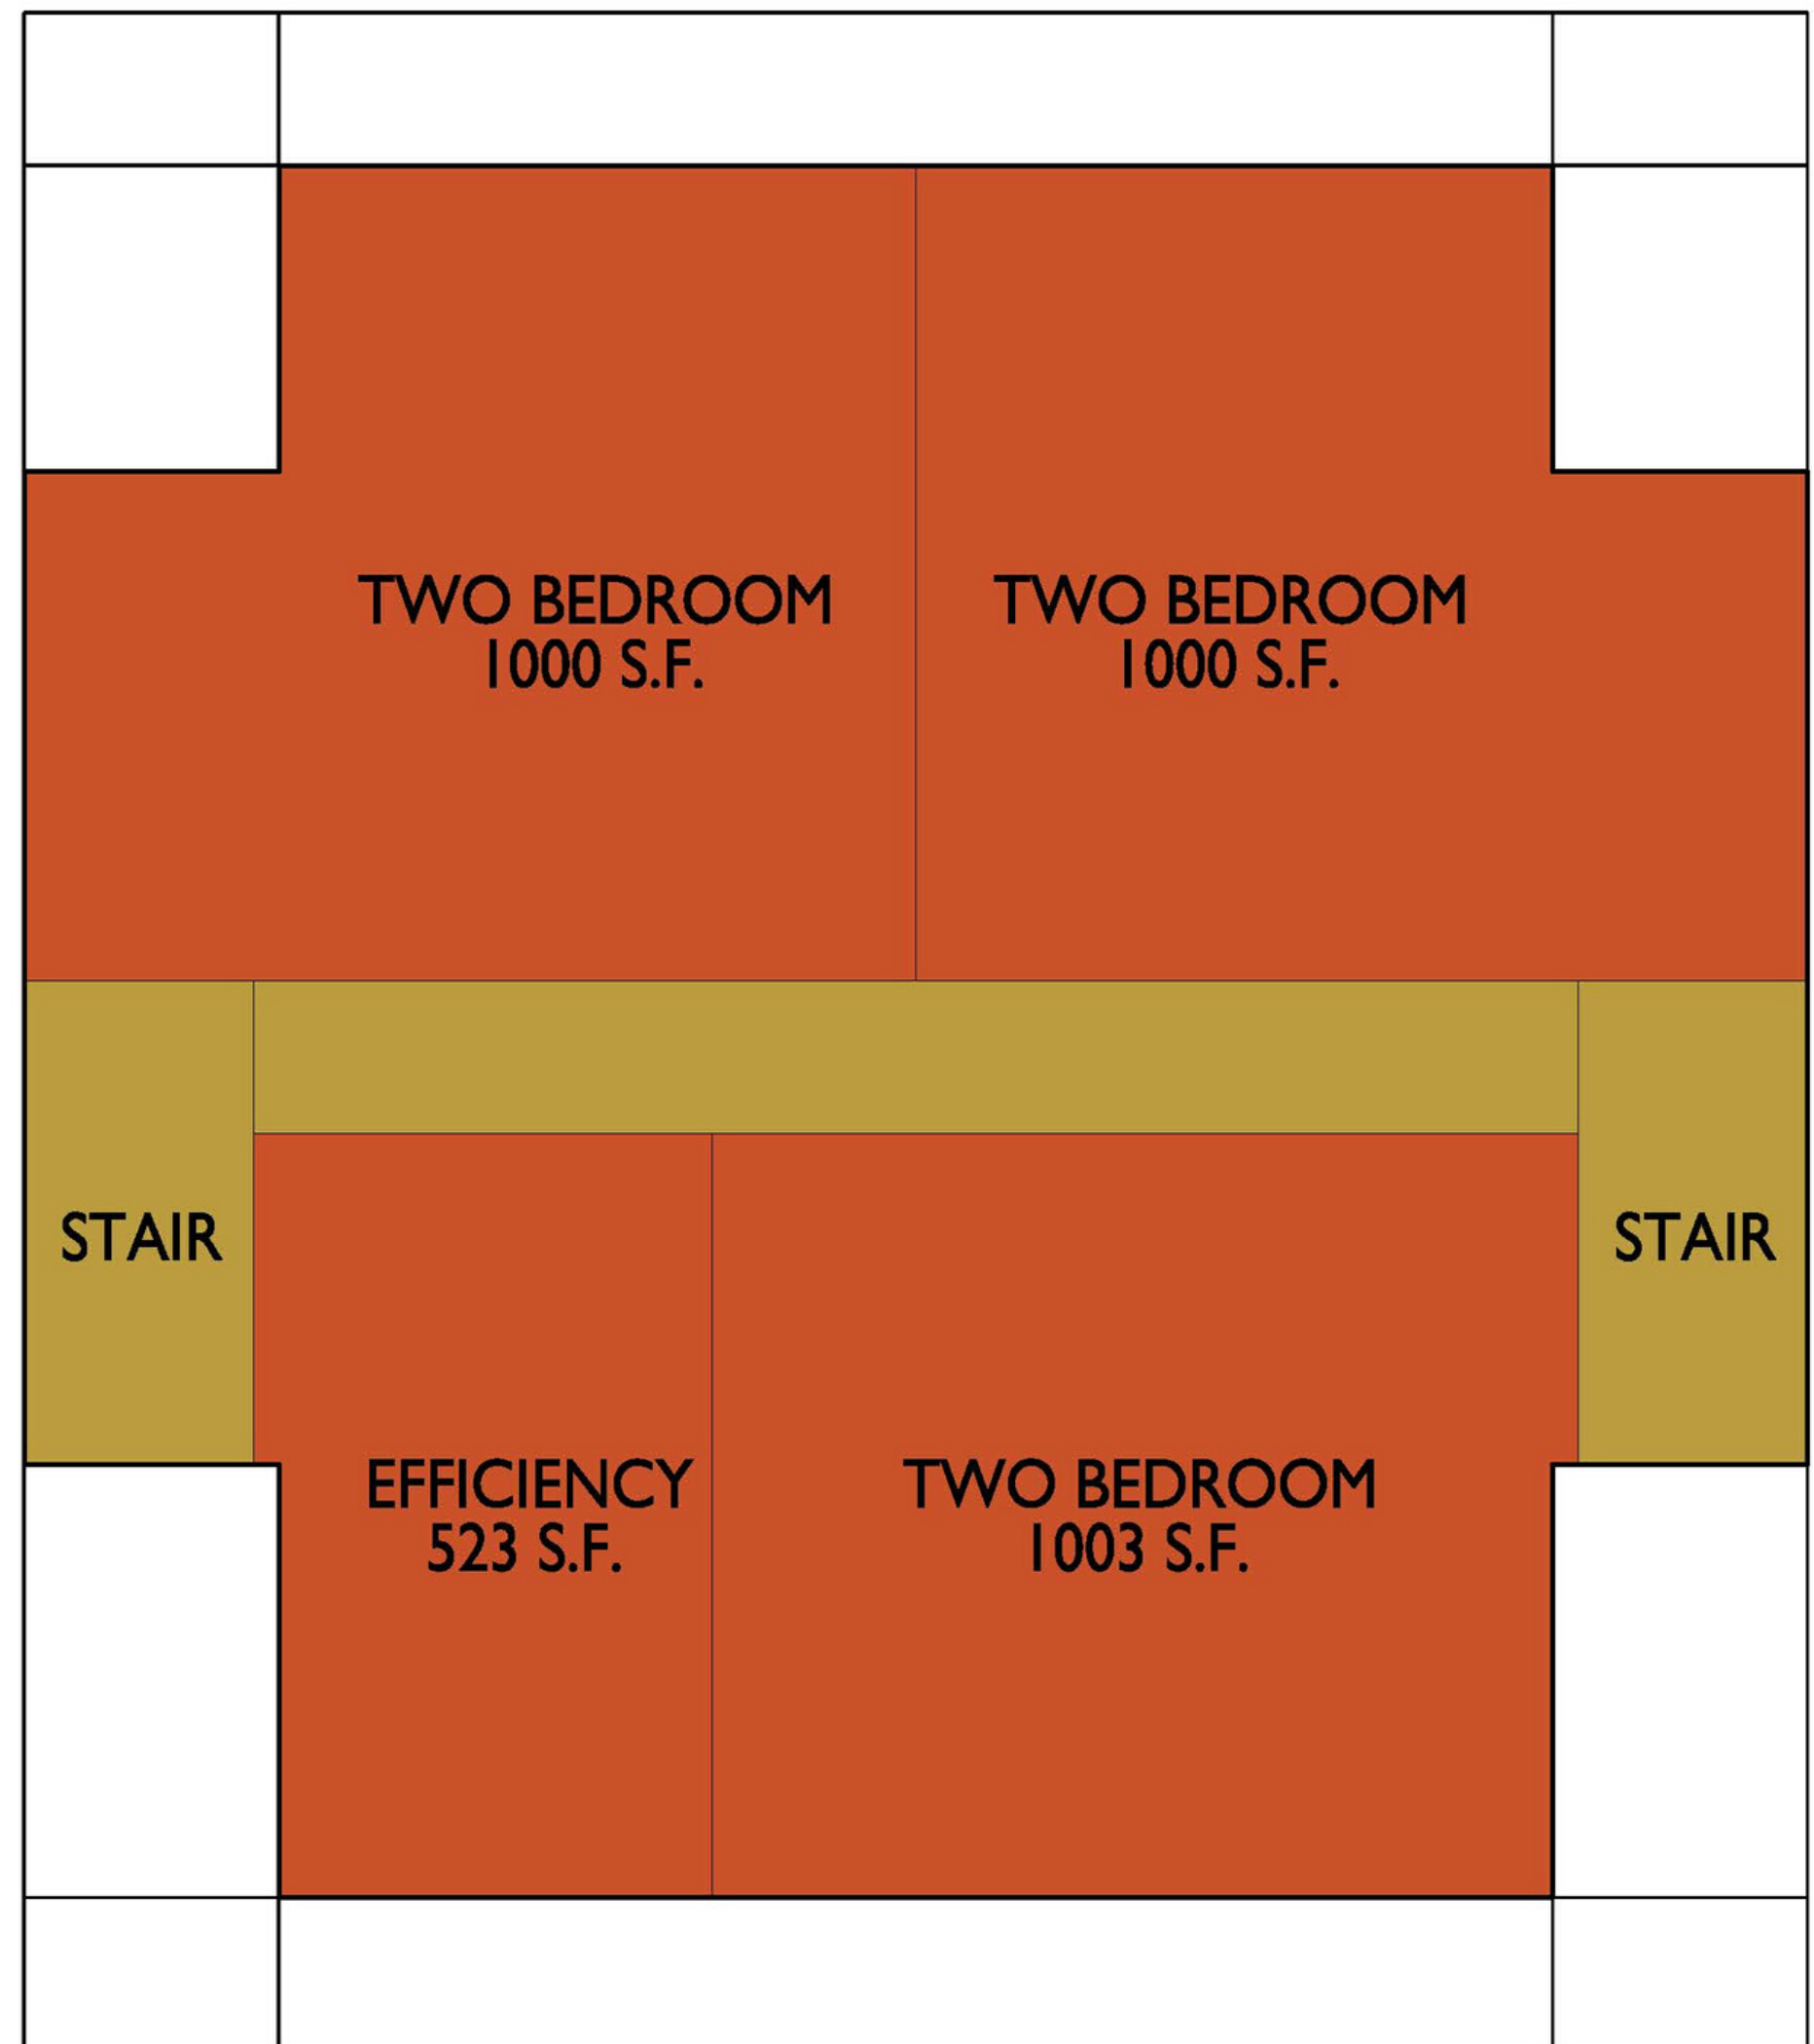 TWO BEDROOM
1000 S.F.
TWO BEDROOM
1000 S.F.
STAIR
STAIR
EFFICIENCY
523 S.F.
TWO BEDROOM
1003 S.F.